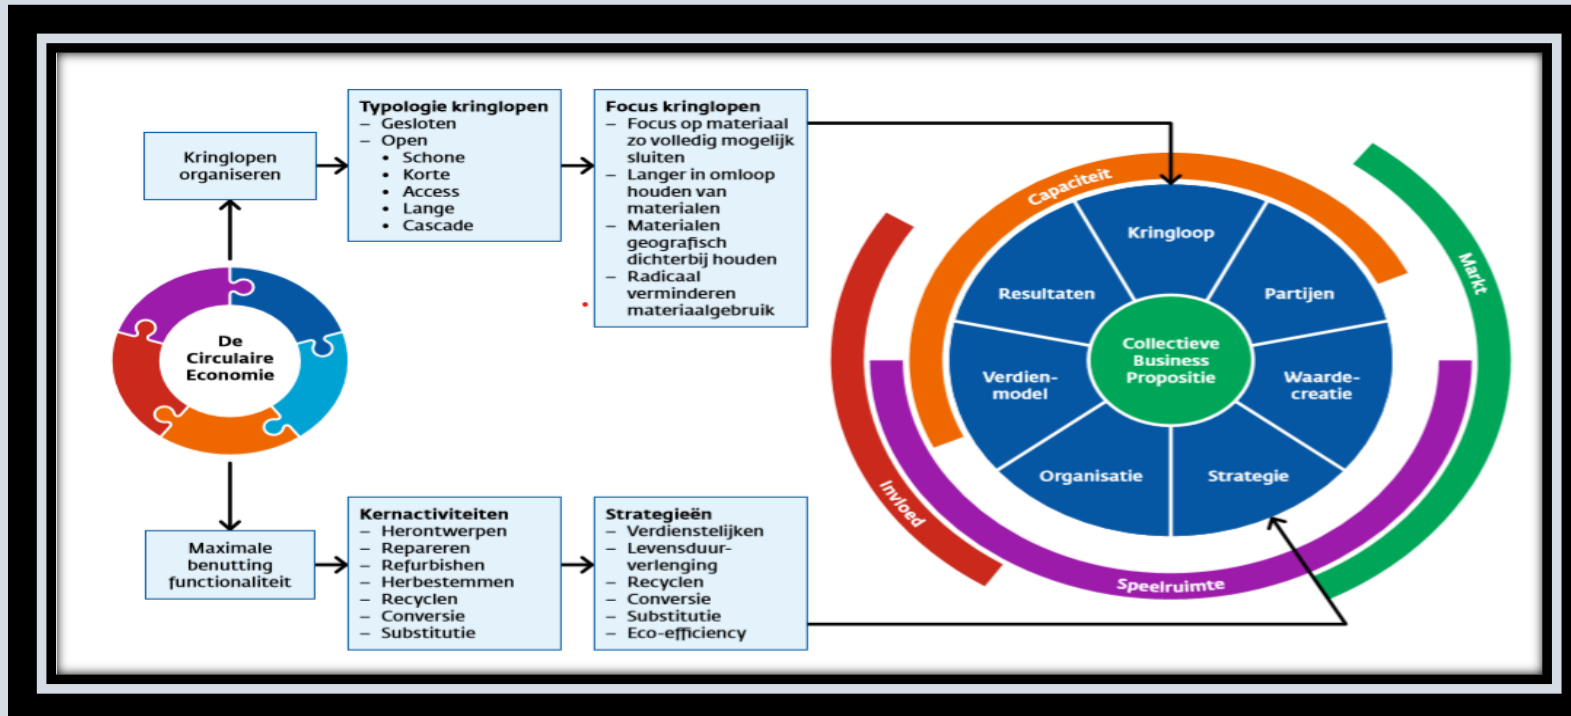 De
Circulaire
Economie
Kringlopen
organiseren
Typologie kringlopen
– Gesloten
– Open
• Schone
• Korte
• Access
• Lange
• Cascade
Focus kringlopen
– Focus op materiaal
zo volledig mogelijk
sluiten
– Langer in omloop
houden van
materialen
– Materialen
geografisch
dichterbij houden
– Radicaal
verminderen
materiaalgebruik
Maximale
benutting
functionaliteit
Kernactiviteiten
– Herontwerpen
– Repareren
– Refurbishen
– Herbestemmen
– Recyclen
– Conversie
– Substitutie
Strategieën
– Verdienstelijken
– Levensduur-
verlenging
– Recyclen
– Conversie
– Substitutie
– Eco-efficiency
Capaciteit
Markt
Invloed
Speelruimte
Kringloop
Partijen
Waarde-
creatie
Strategie
Organisatie
Verdien-
model
Resultaten
Collectieve
Business
Propositie